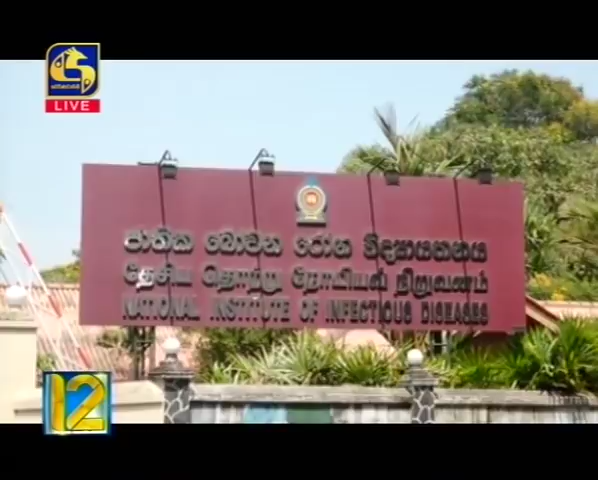 LIVE
ජාතික බෝවන රෝග විද්‍යායතනය
தேசிய தொற்று நோயியல் நிறுவனம்
NATIONAL INSTITUTE OF INFECTIOUS DISEASES
12